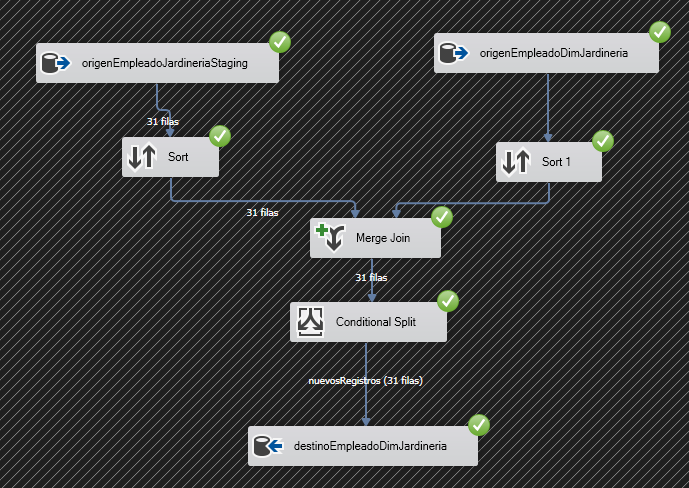 origenEmpleadoJardineriaStaging
origenEmpleadoDimJardineria
31 filas
Sort
Sort 1
31 filas
Merge Join
31 filas
Conditional Split
nuevosRegistros (31 filas)
destinoEmpleadoDimJardineria